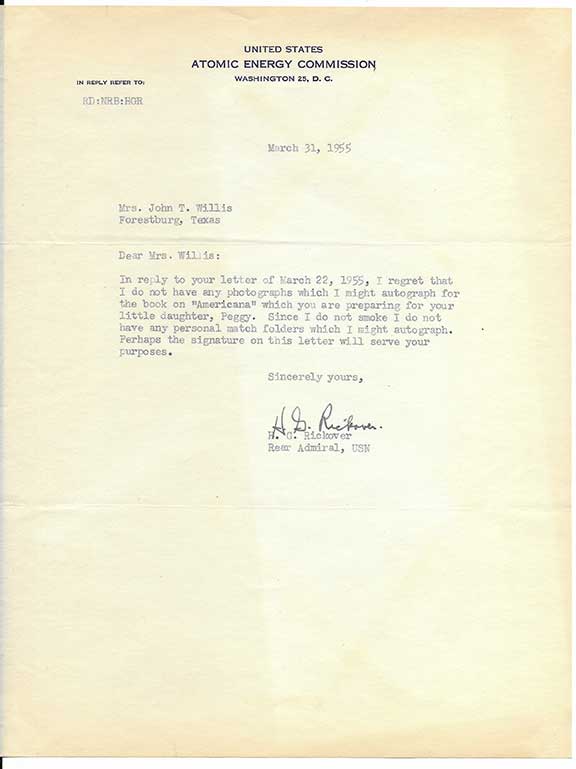 UNITED STATES
ATOMIC ENERGY COMMISSION
WASHINGTON 25, D. C.
IN REPLY REFER TO:
RD:NRB:HGR
March 31, 1955
Mrs. John T. Willis
Forestburg, Texas
Dear Mrs. Willis:
In reply to your letter of March 22, 1955, I regret that
I do not have any photographs which I might autograph for
the book on "Americana" which you are preparing for your
little daughter, Peggy. Since I do not smoke I do not
have any personal match folders which I might autograph.
Perhaps the signature on this letter will serve your
purposes.
Sincerely yours,
H. G. Rickover.
H. G. Rickover
Rear Admiral, USN